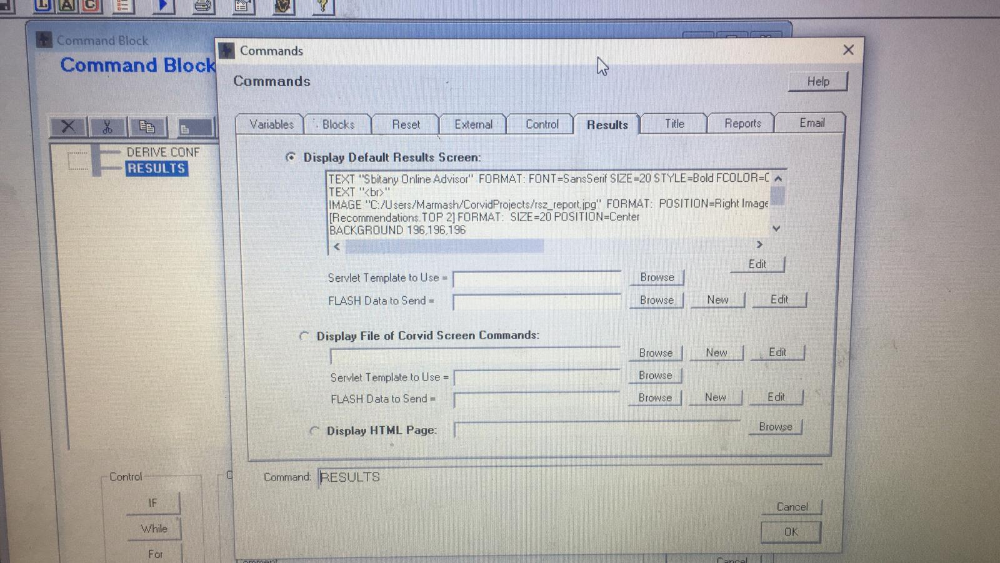 L A C
Command Block
Command Block
Commands
Commands
Help
Variables Blocks Reset External Control Results Title Reports Email
DERIVE CONF
RESULTS
Display Default Results Screen:
TEXT "Sbitany Online Advisor" FORMAT: FONT=SansSerif SIZE=20 STYLE=Bold FCOLOR=
TEXT "<br>"
IMAGE "C:/Users/Marmash/CorvidProjects/rsz_report.jpg" FORMAT: POSITION=Right Image
[Recommendations.TOP 2] FORMAT: SIZE=20 POSITION=Center
BACKGROUND 196,196,196
Edit
Servlet Template to Use = Browse
FLASH Data to Send = Browse New Edit
Display File of Corvid Screen Commands:
Browse New Edit
Servlet Template to Use = Browse
FLASH Data to Send = Browse New Edit
Display HTML Page: Browse
Control
Command: RESULTS
IF
Cancel
While
OK
For
Cancel